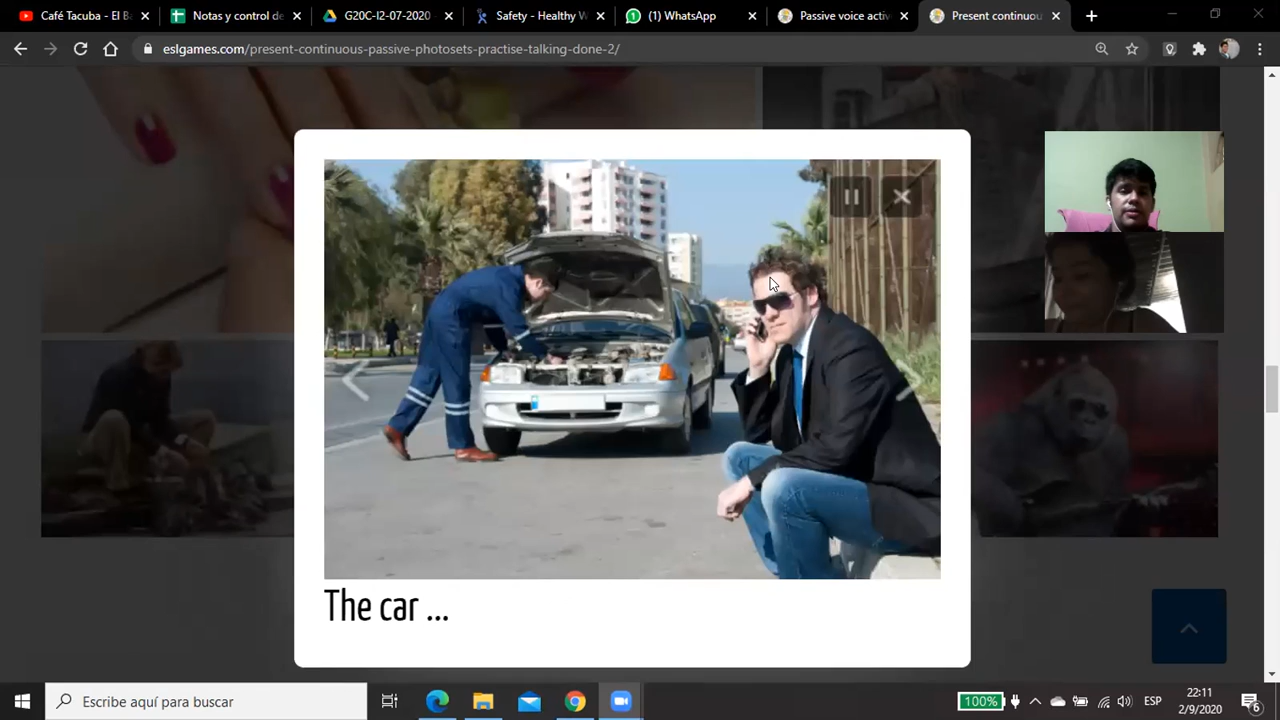 Café Tacuba - El Ba
Notas y control de
G20C-I2-07-2020
Safety - Healthy W
(1) WhatsApp
Passive voice activ
Present continuou
eslgames.com/present-continuous-passive-photosets-practise-talking-done-2/
The car ...
Escribe aquí para buscar
100%
ESP
22:11
2/9/2020
6